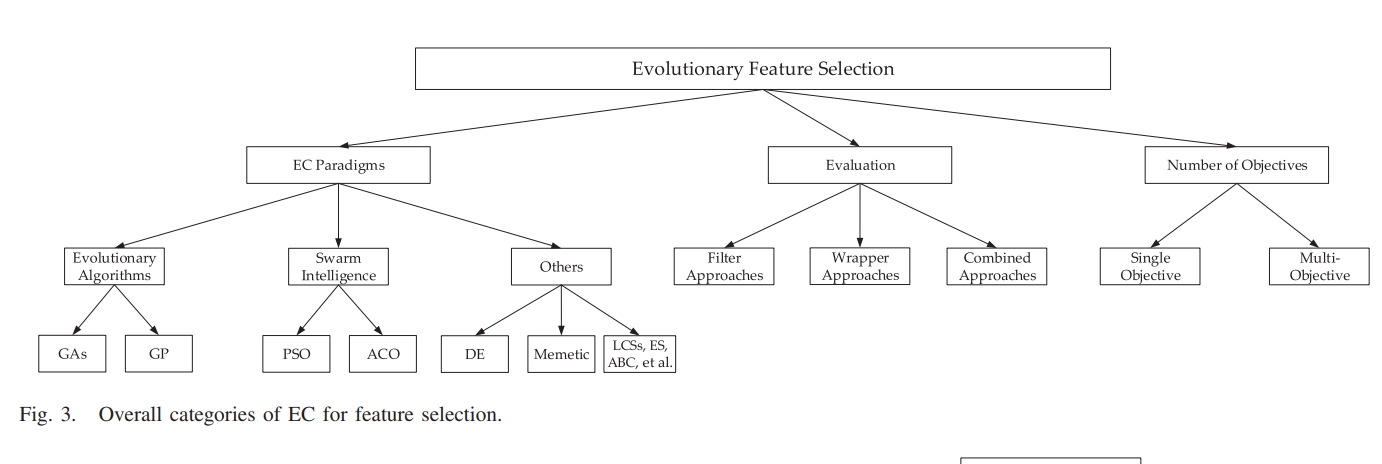 Evolutionary Feature Selection
EC Paradigms
Evaluation
Number of Objectives
Evolutionary
Algorithms
Swarm
Intelligence
Others
Filter
Approaches
Wrapper
Approaches
Combined
Approaches
Single
Objective
Multi-
Objective
GAs
GP
PSO
ACO
DE
Memetic
LCSs, ES,
ABC, et al.
Fig. 3. Overall categories of EC for feature selection.